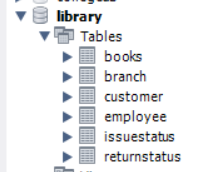 library
Tables
books
branch
customer
employee
issuestatus
returnstatus